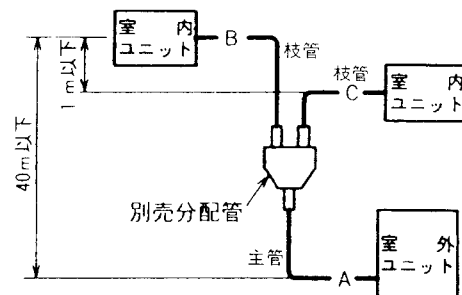 室 内
ユニット
B
枝管
枝管
C
室 内
ユニット
1m以下
40m以下
別売分配管
主管
A
室 外
ユニット